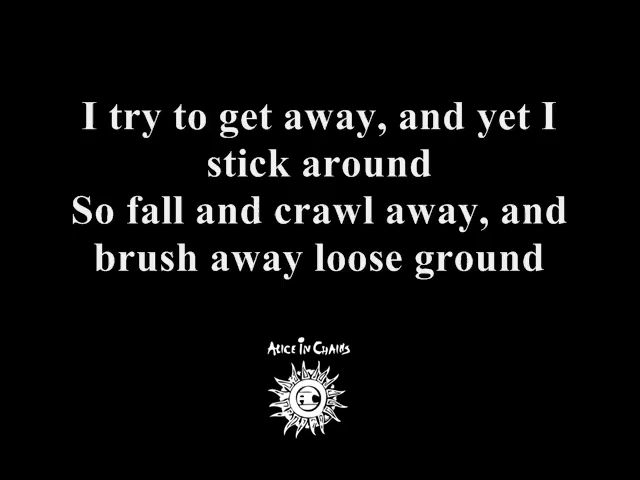 I try to get away, and yet I
stick around
So fall and crawl away, and
brush away loose ground
ALICE IN CHAINS